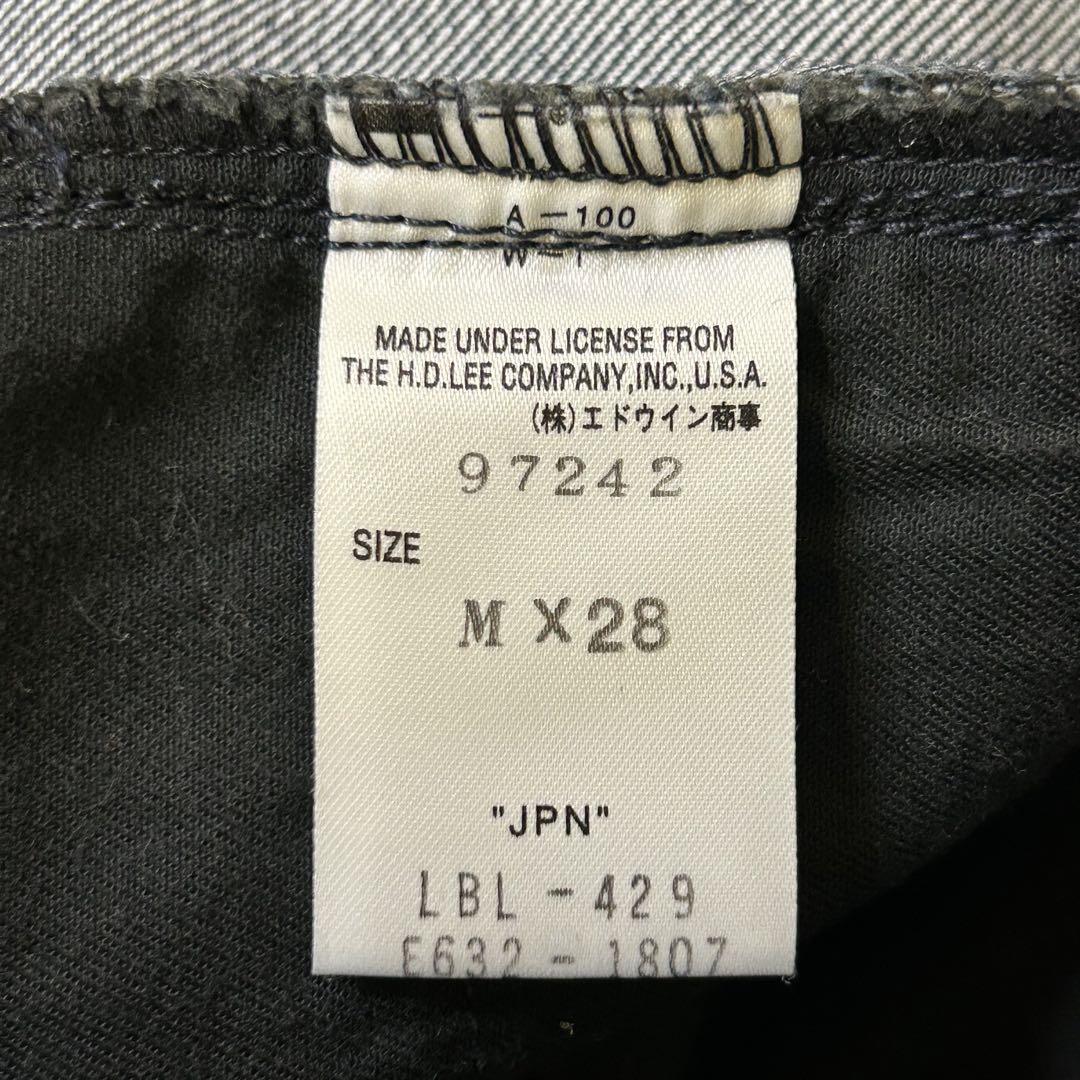 A-100
MADE UNDER LICENSE FROM
THE H.D.LEE COMPANY,INC.,U.S.A.
(株)エドウイン商事
97242
SIZE
M X 28
"JPN"
LBL-429
E632-1807